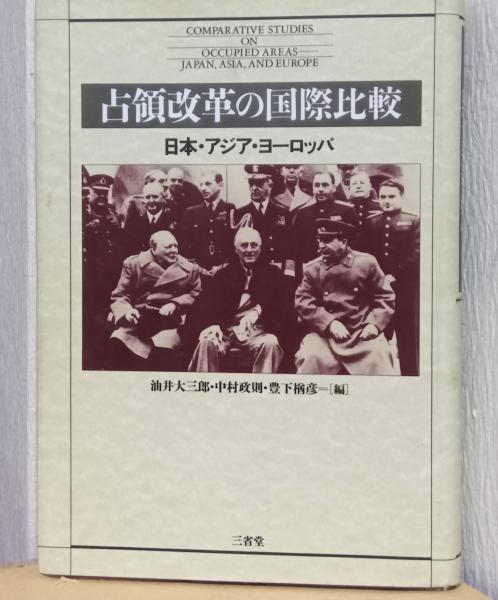 COMPARATIVE STUDIES
ON
OCCUPIED AREAS—
JAPAN, ASIA, AND EUROPE
占領改革の国際比較
日本・アジア・ヨーロッパ
油井大三郎・中村政則・豊下楢彦=[編]
三省堂